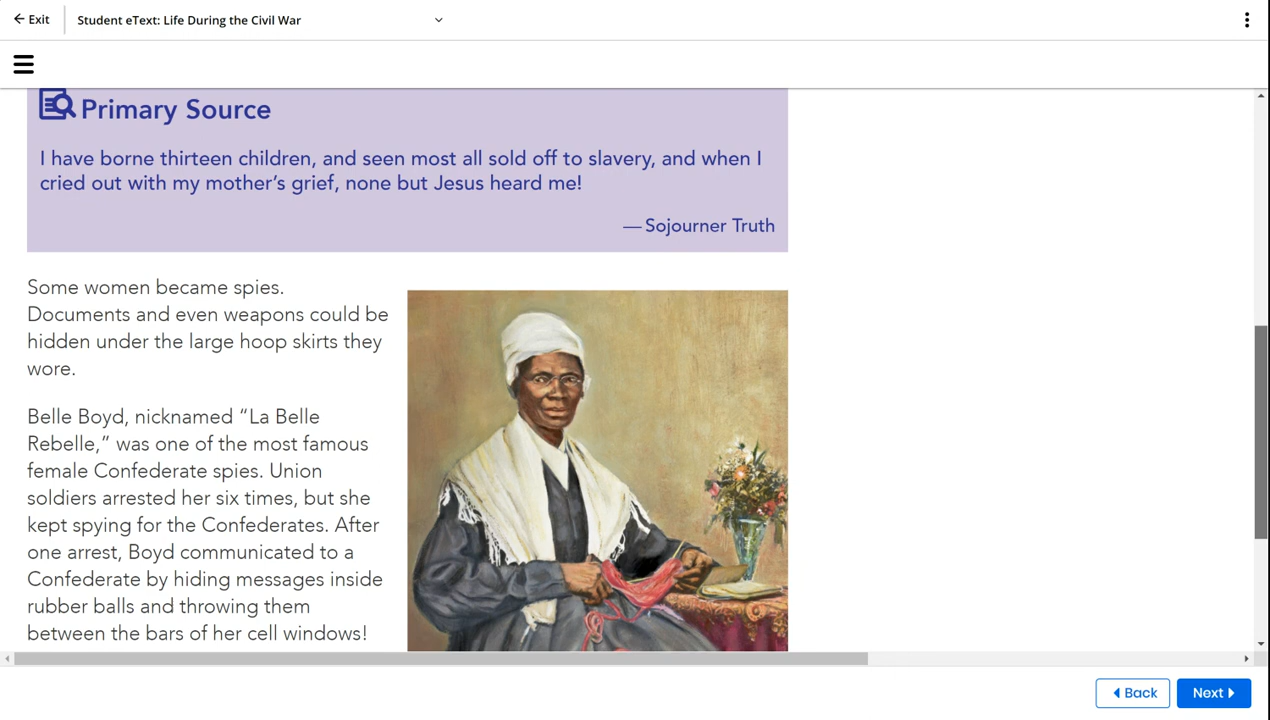 Exit
Student eText: Life During the Civil War
Primary Source
I have borne thirteen children, and seen most all sold off to slavery, and when I
cried out with my mother's grief, none but Jesus heard me!
— Sojourner Truth
Some women became spies.
Documents and even weapons could be
hidden under the large hoop skirts they
wore.
Belle Boyd, nicknamed “La Belle
Rebelle,” was one of the most famous
female Confederate spies. Union
soldiers arrested her six times, but she
kept spying for the Confederates. After
one arrest, Boyd communicated to a
Confederate by hiding messages inside
rubber balls and throwing them
between the bars of her cell windows!
Back
Next